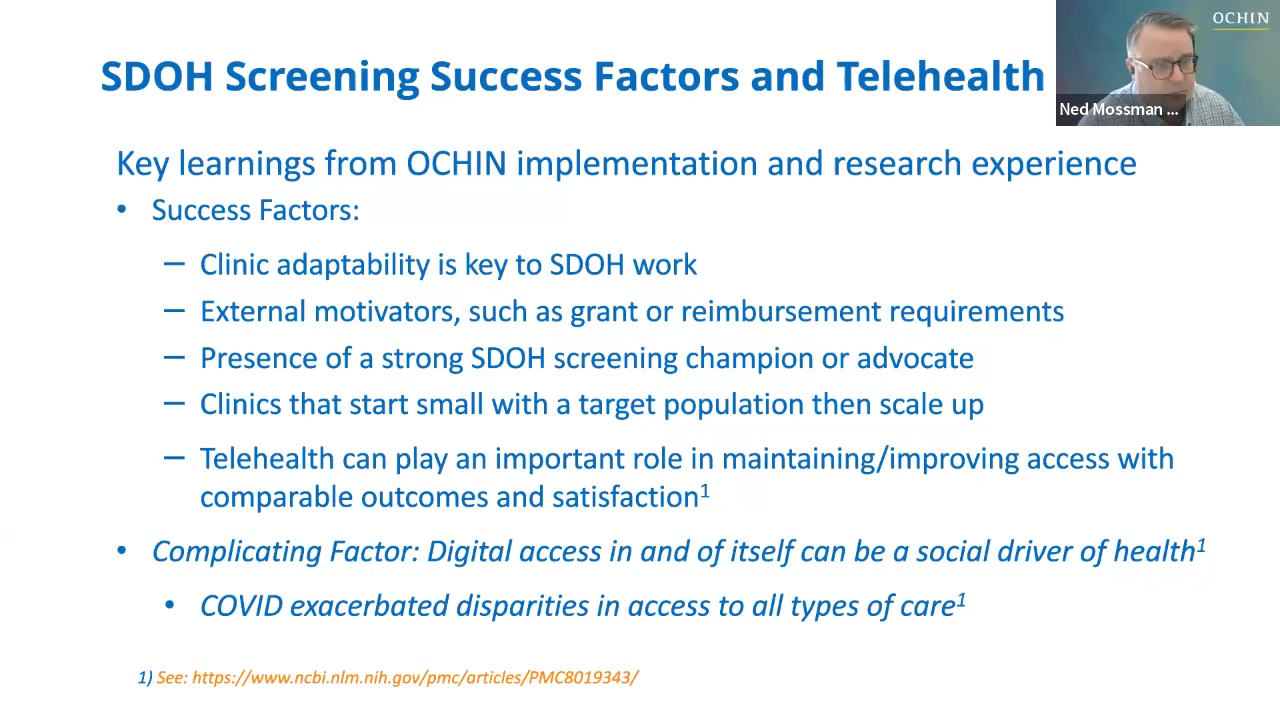 OCHIN
SDOH Screening Success Factors and Telehealth
Ned Mossman ...
Key learnings from OCHIN implementation and research experience
• Success Factors:
– Clinic adaptability is key to SDOH work
– External motivators, such as grant or reimbursement requirements
– Presence of a strong SDOH screening champion or advocate
– Clinics that start small with a target population then scale up
– Telehealth can play an important role in maintaining/improving access with
comparable outcomes and satisfaction1
• Complicating Factor: Digital access in and of itself can be a social driver of health1
• COVID exacerbated disparities in access to all types of care1
1) See: https://www.ncbi.nlm.nih.gov/pmc/articles/PMC8019343/